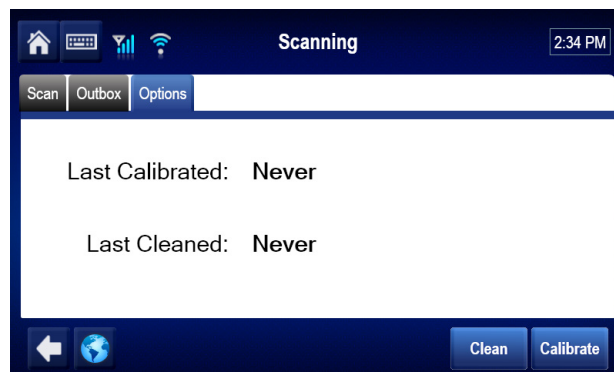 Scanning
2:34 PM
Scan Outbox Options
Last Calibrated: Never
Last Cleaned: Never
Clean Calibrate